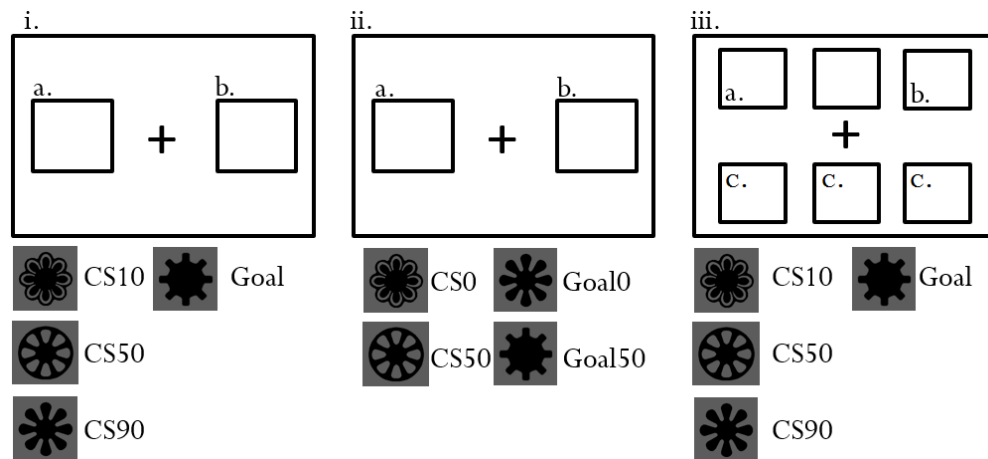 i.
ii.
iii.
a.
b.
+
a.
b.
+
a.
b.
+
c.
c.
c.
CS10
Goal
CS50
CS90
CS0
Goal0
CS50
Goal50
CS10
Goal
CS50
CS90